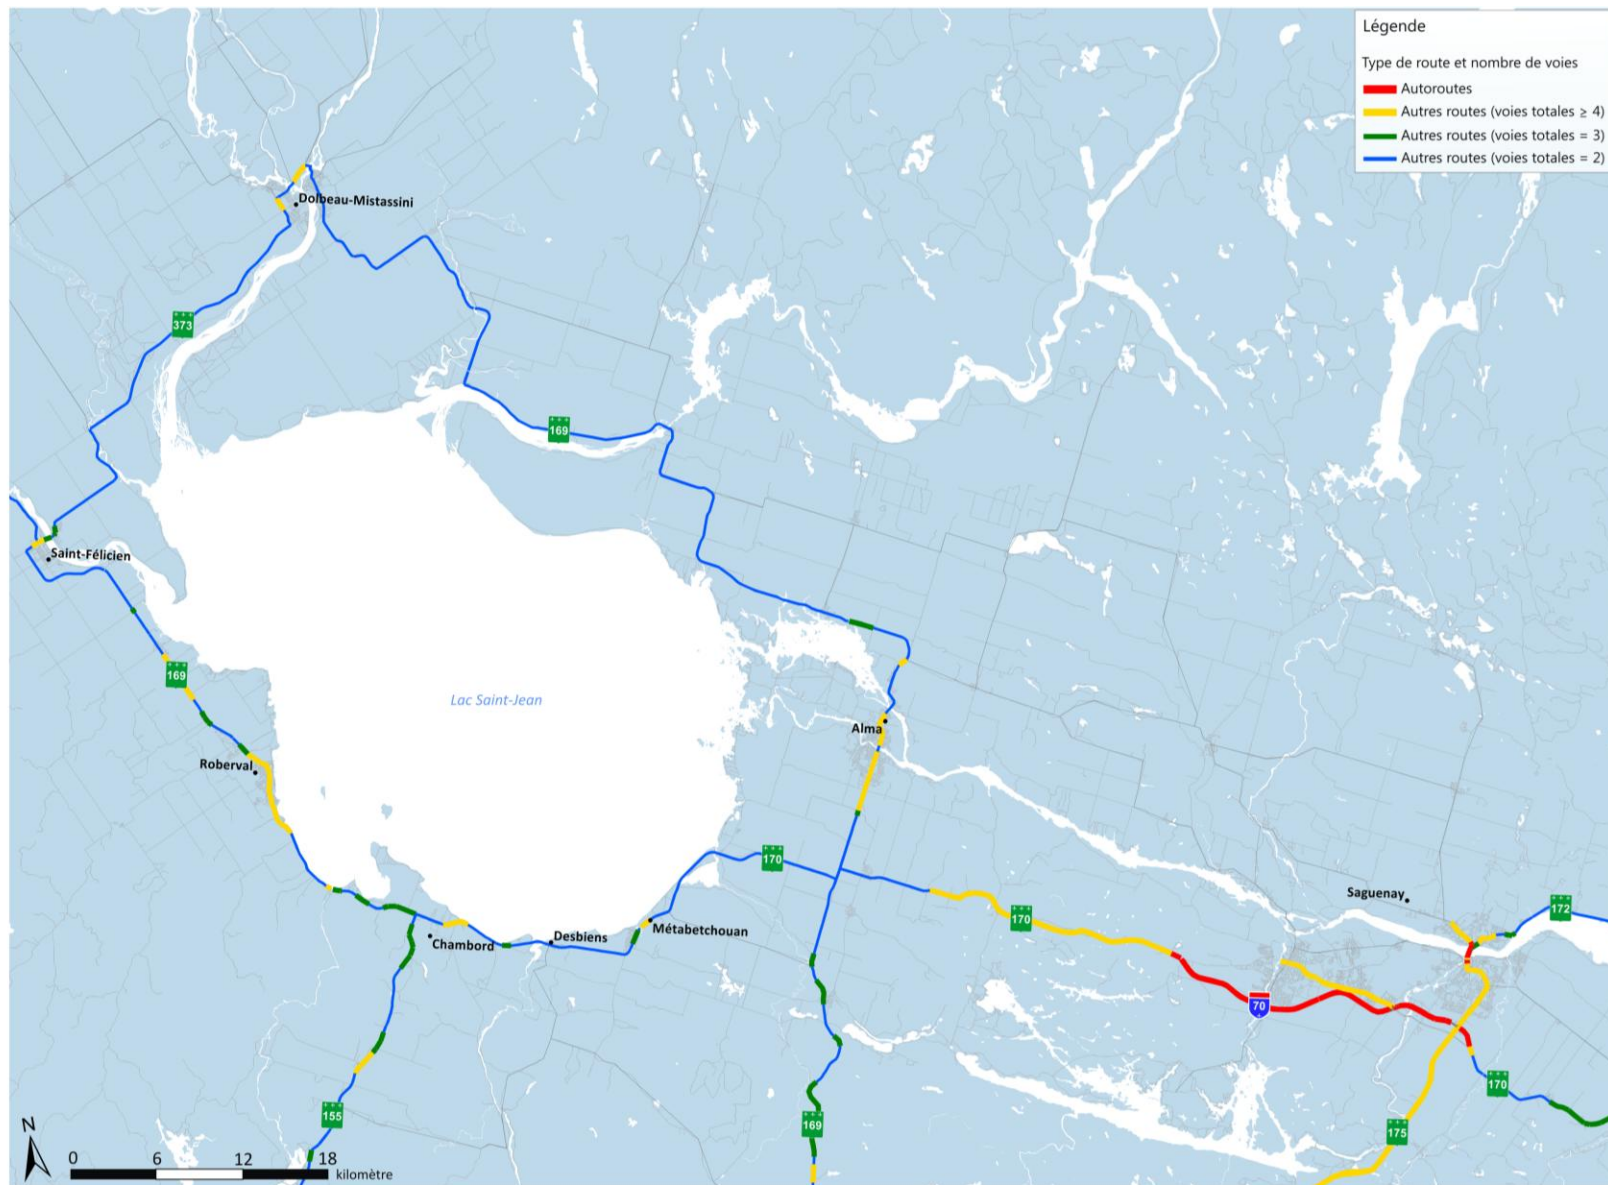 Légende
Type de route et nombre de voies
Autoroutes
Autres routes (voies totales ≥ 4)
Autres routes (voies totales = 3)
Autres routes (voies totales = 2)
Dolbeau-Mistassini
373
169
Saint-Félicien
169
Lac Saint-Jean
Alma
Roberval
170
Saguenay
172
170
Métabetchouan
Desbiens
Chambord
70
170
155
169
175
N
0 6 12 18
kilomètre